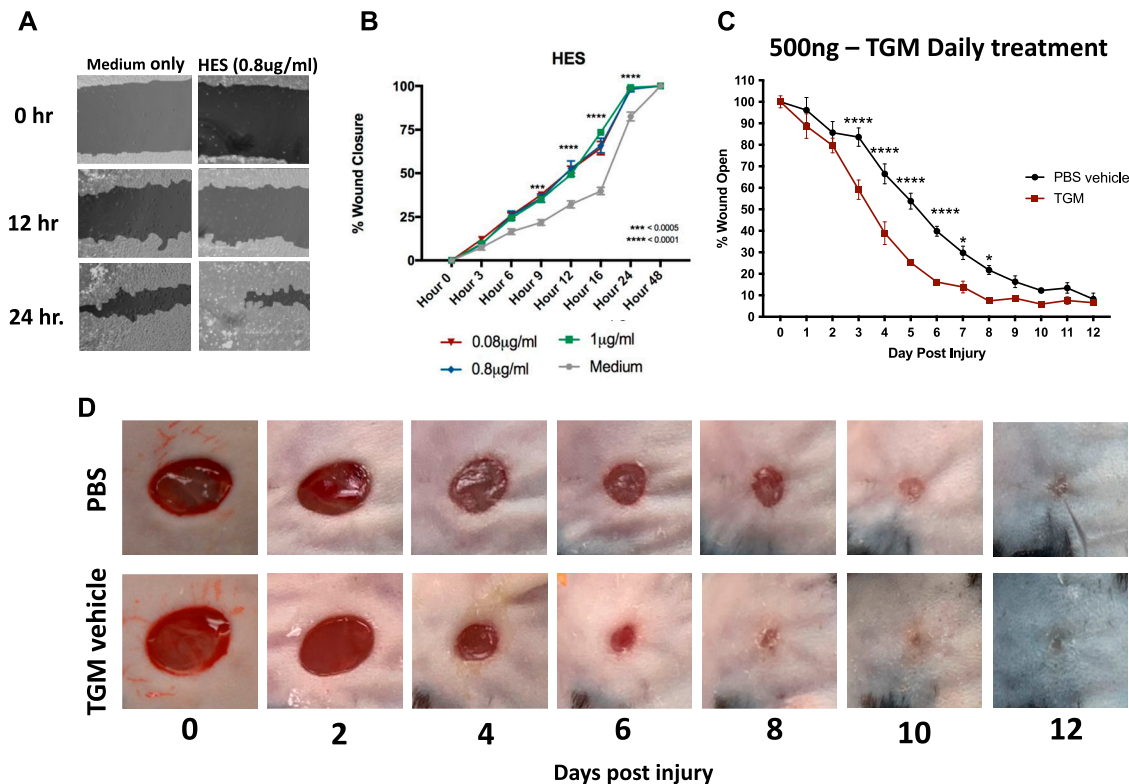 A
Medium only
HES (0.8ug/ml)
0 hr
12 hr
24 hr.
B
HES
% Wound Closure
100
75
50
25
0
***
****
****
****
*** < 0.0005
**** < 0.0001
Hour 0
Hour 3
Hour 6
Hour 9
Hour 12
Hour 16
Hour 24
Hour 48
0.08µg/ml
1µg/ml
0.8µg/ml
Medium
C
500ng – TGM Daily treatment
% Wound Open
110
100
90
80
70
60
50
40
30
20
10
0
****
****
****
****
*
*
PBS vehicle
TGM
0 1 2 3 4 5 6 7 8 9 10 11 12
Day Post Injury
D
PBS
TGM vehicle
0 2 4 6 8 10 12
Days post injury